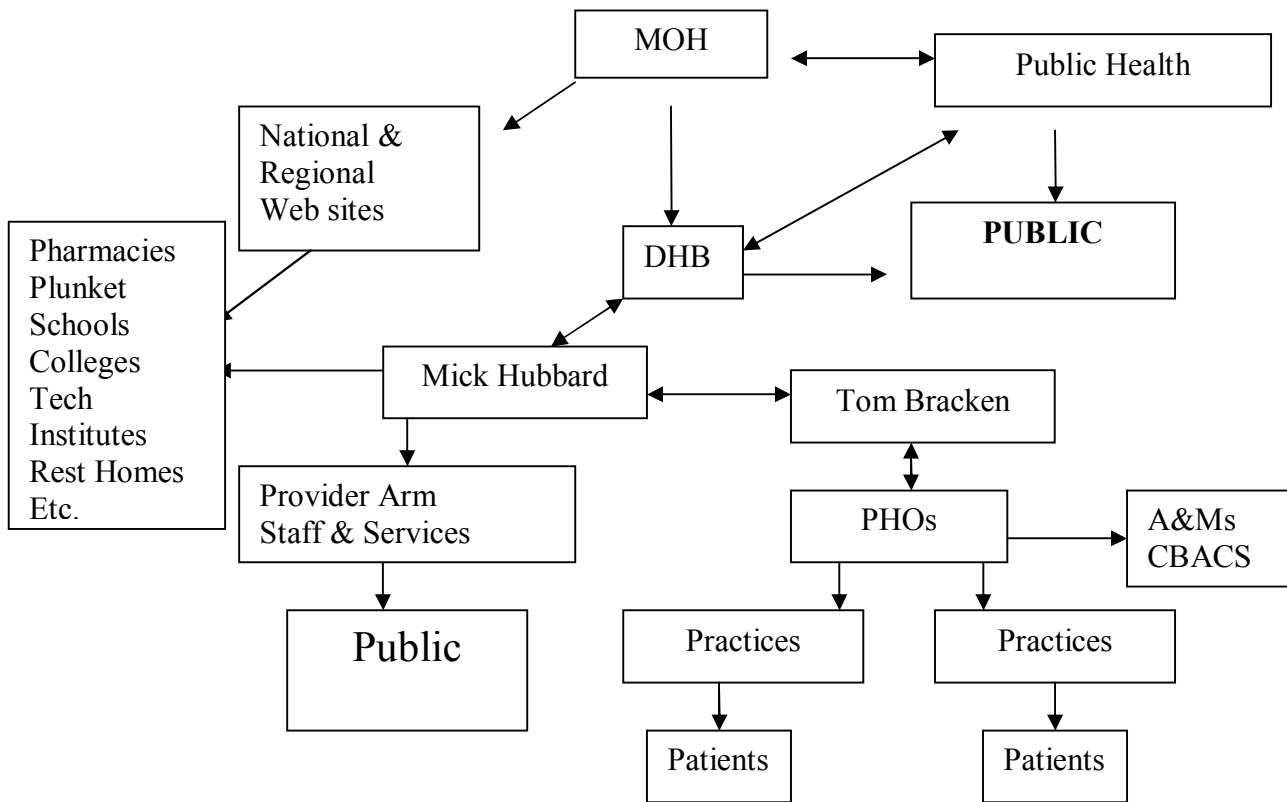 MOH
Public Health
National &
Regional
Web sites
PUBLIC
Pharmacies
Plunket
Schools
Colleges
Tech
Institutes
Rest Homes
Etc.
DHB
Mick Hubbard
Tom Bracken
Provider Arm
Staff & Services
PHOs
A&Ms
CBACS
Public
Practices
Practices
Patients
Patients